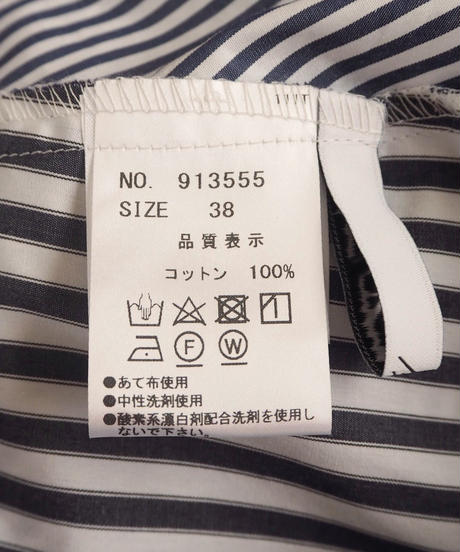 NO. 913555
SIZE 38
品質表示
コットン 100%
F W
●あて布使用
●中性洗剤使用
●酸素系漂白剤配合洗剤を使用し
ないで下さい。